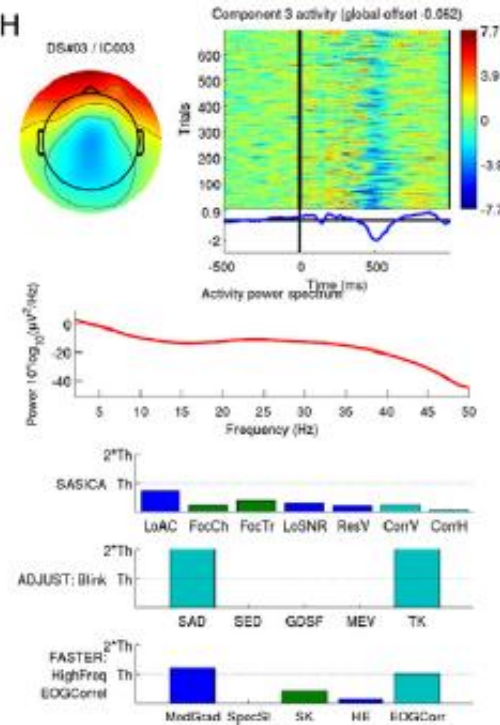 H
DS#03 / IC003
Component 3 activity (global offset -0.062)
Trials
600
500
400
300
200
100
7.7
3.9
0
-3.9
-7.7
0.9
-2
-500 0 500
Time (ms)
Activity power spectrum
Power 10*log10(µV²/Hz)
0
-20
-40
5 10 15 20 25 30 35 40 45 50
Frequency (Hz)
2*Th
SASICA Th
LoAC FocCh FocTr LoSNR ResV CorrV CorrH
2*Th
ADJUST: Blink Th
SAD SED GDSF MEV TK
2*Th
FASTER:
HighFreq Th
EOGCorrel
MedGrad SpecSl SK HE EOGCorr